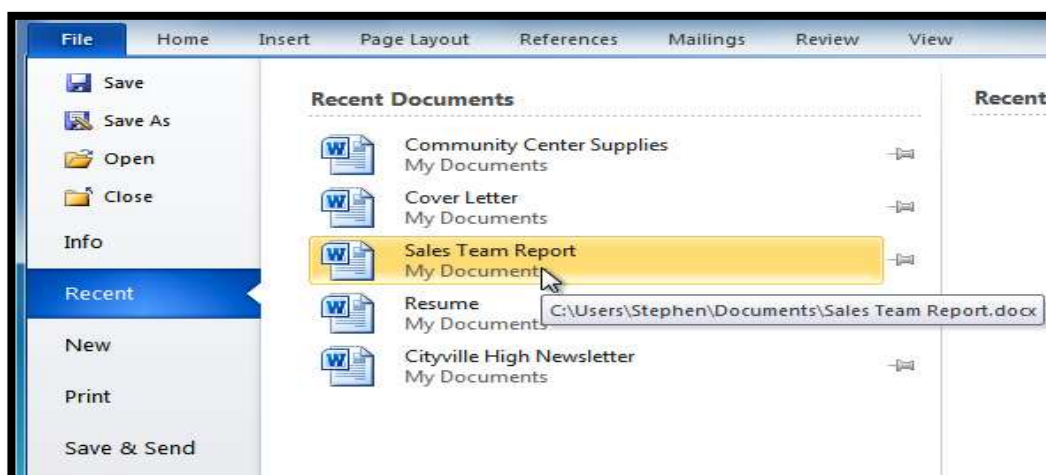 File Home Insert Page Layout References Mailings Review View
Save
Save As
Open
Close
Info
Recent
New
Print
Save & Send
Recent Documents
Community Center Supplies
My Documents
Cover Letter
My Documents
Sales Team Report
My Documents
Resume
My Documents
Cityville High Newsletter
My Documents
C:\Users\Stephen\Documents\Sales Team Report.docx
Recent